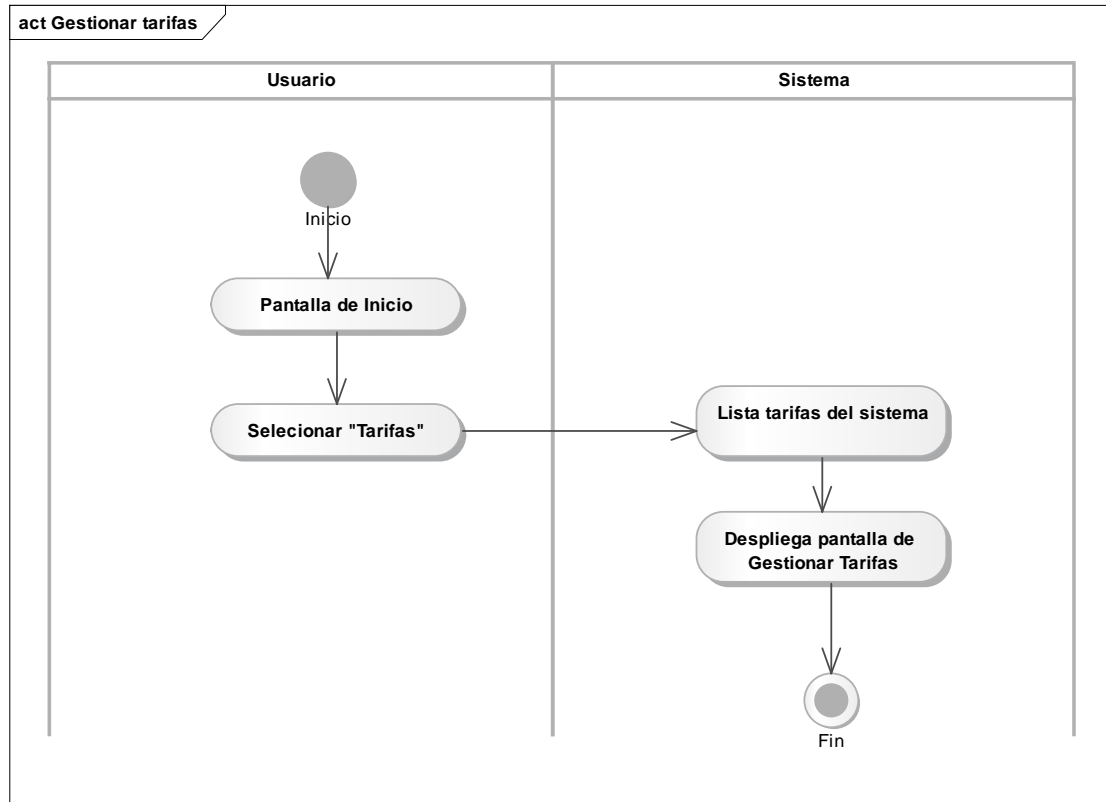 act Gestionar tarifas
Usuario
Sistema
Inicio
Pantalla de Inicio
Selecionar "Tarifas"
Lista tarifas del sistema
Despliega pantalla de
Gestionar Tarifas
Fin